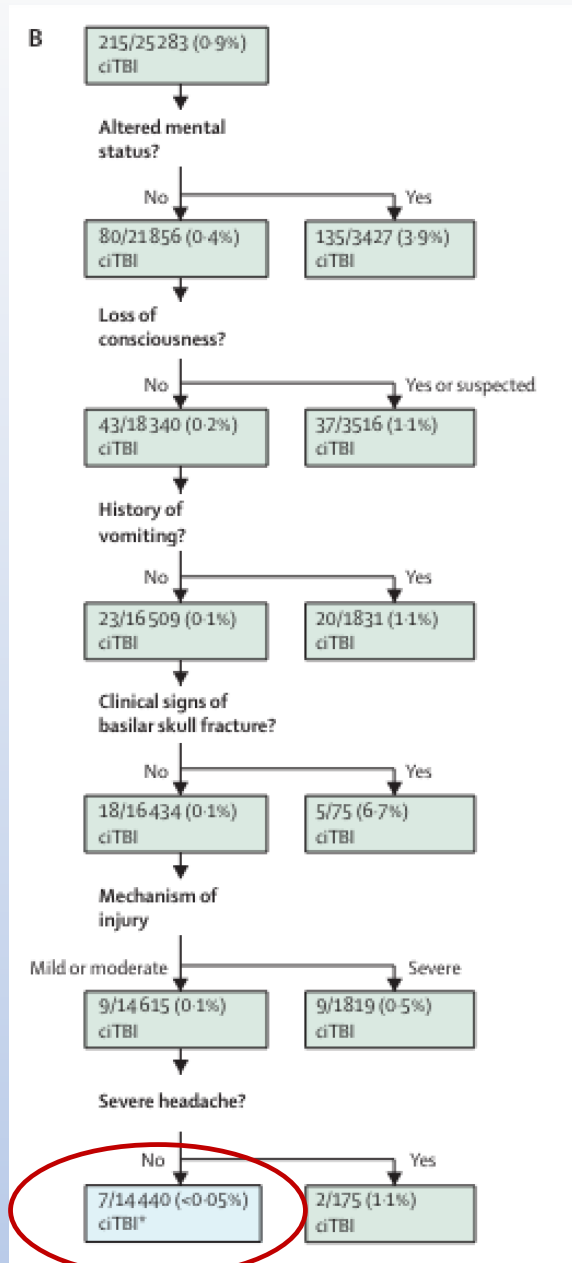 B
215/25283 (0·9%)
ciTBI
Altered mental
status?
No
Yes
80/21856 (0·4%)
ciTBI
135/3427 (3·9%)
ciTBI
Loss of
consciousness?
No
Yes or suspected
43/18340 (0·2%)
ciTBI
37/3516 (1·1%)
ciTBI
History of
vomiting?
No
Yes
23/16509 (0·1%)
ciTBI
20/1831 (1·1%)
ciTBI
Clinical signs of
basilar skull fracture?
No
Yes
18/16434 (0·1%)
ciTBI
5/75 (6·7%)
ciTBI
Mechanism of
injury
Mild or moderate
Severe
9/14615 (0·1%)
ciTBI
9/1819 (0·5%)
ciTBI
Severe headache?
No
Yes
7/14440 (<0·05%)
ciTBI*
2/175 (1·1%)
ciTBI